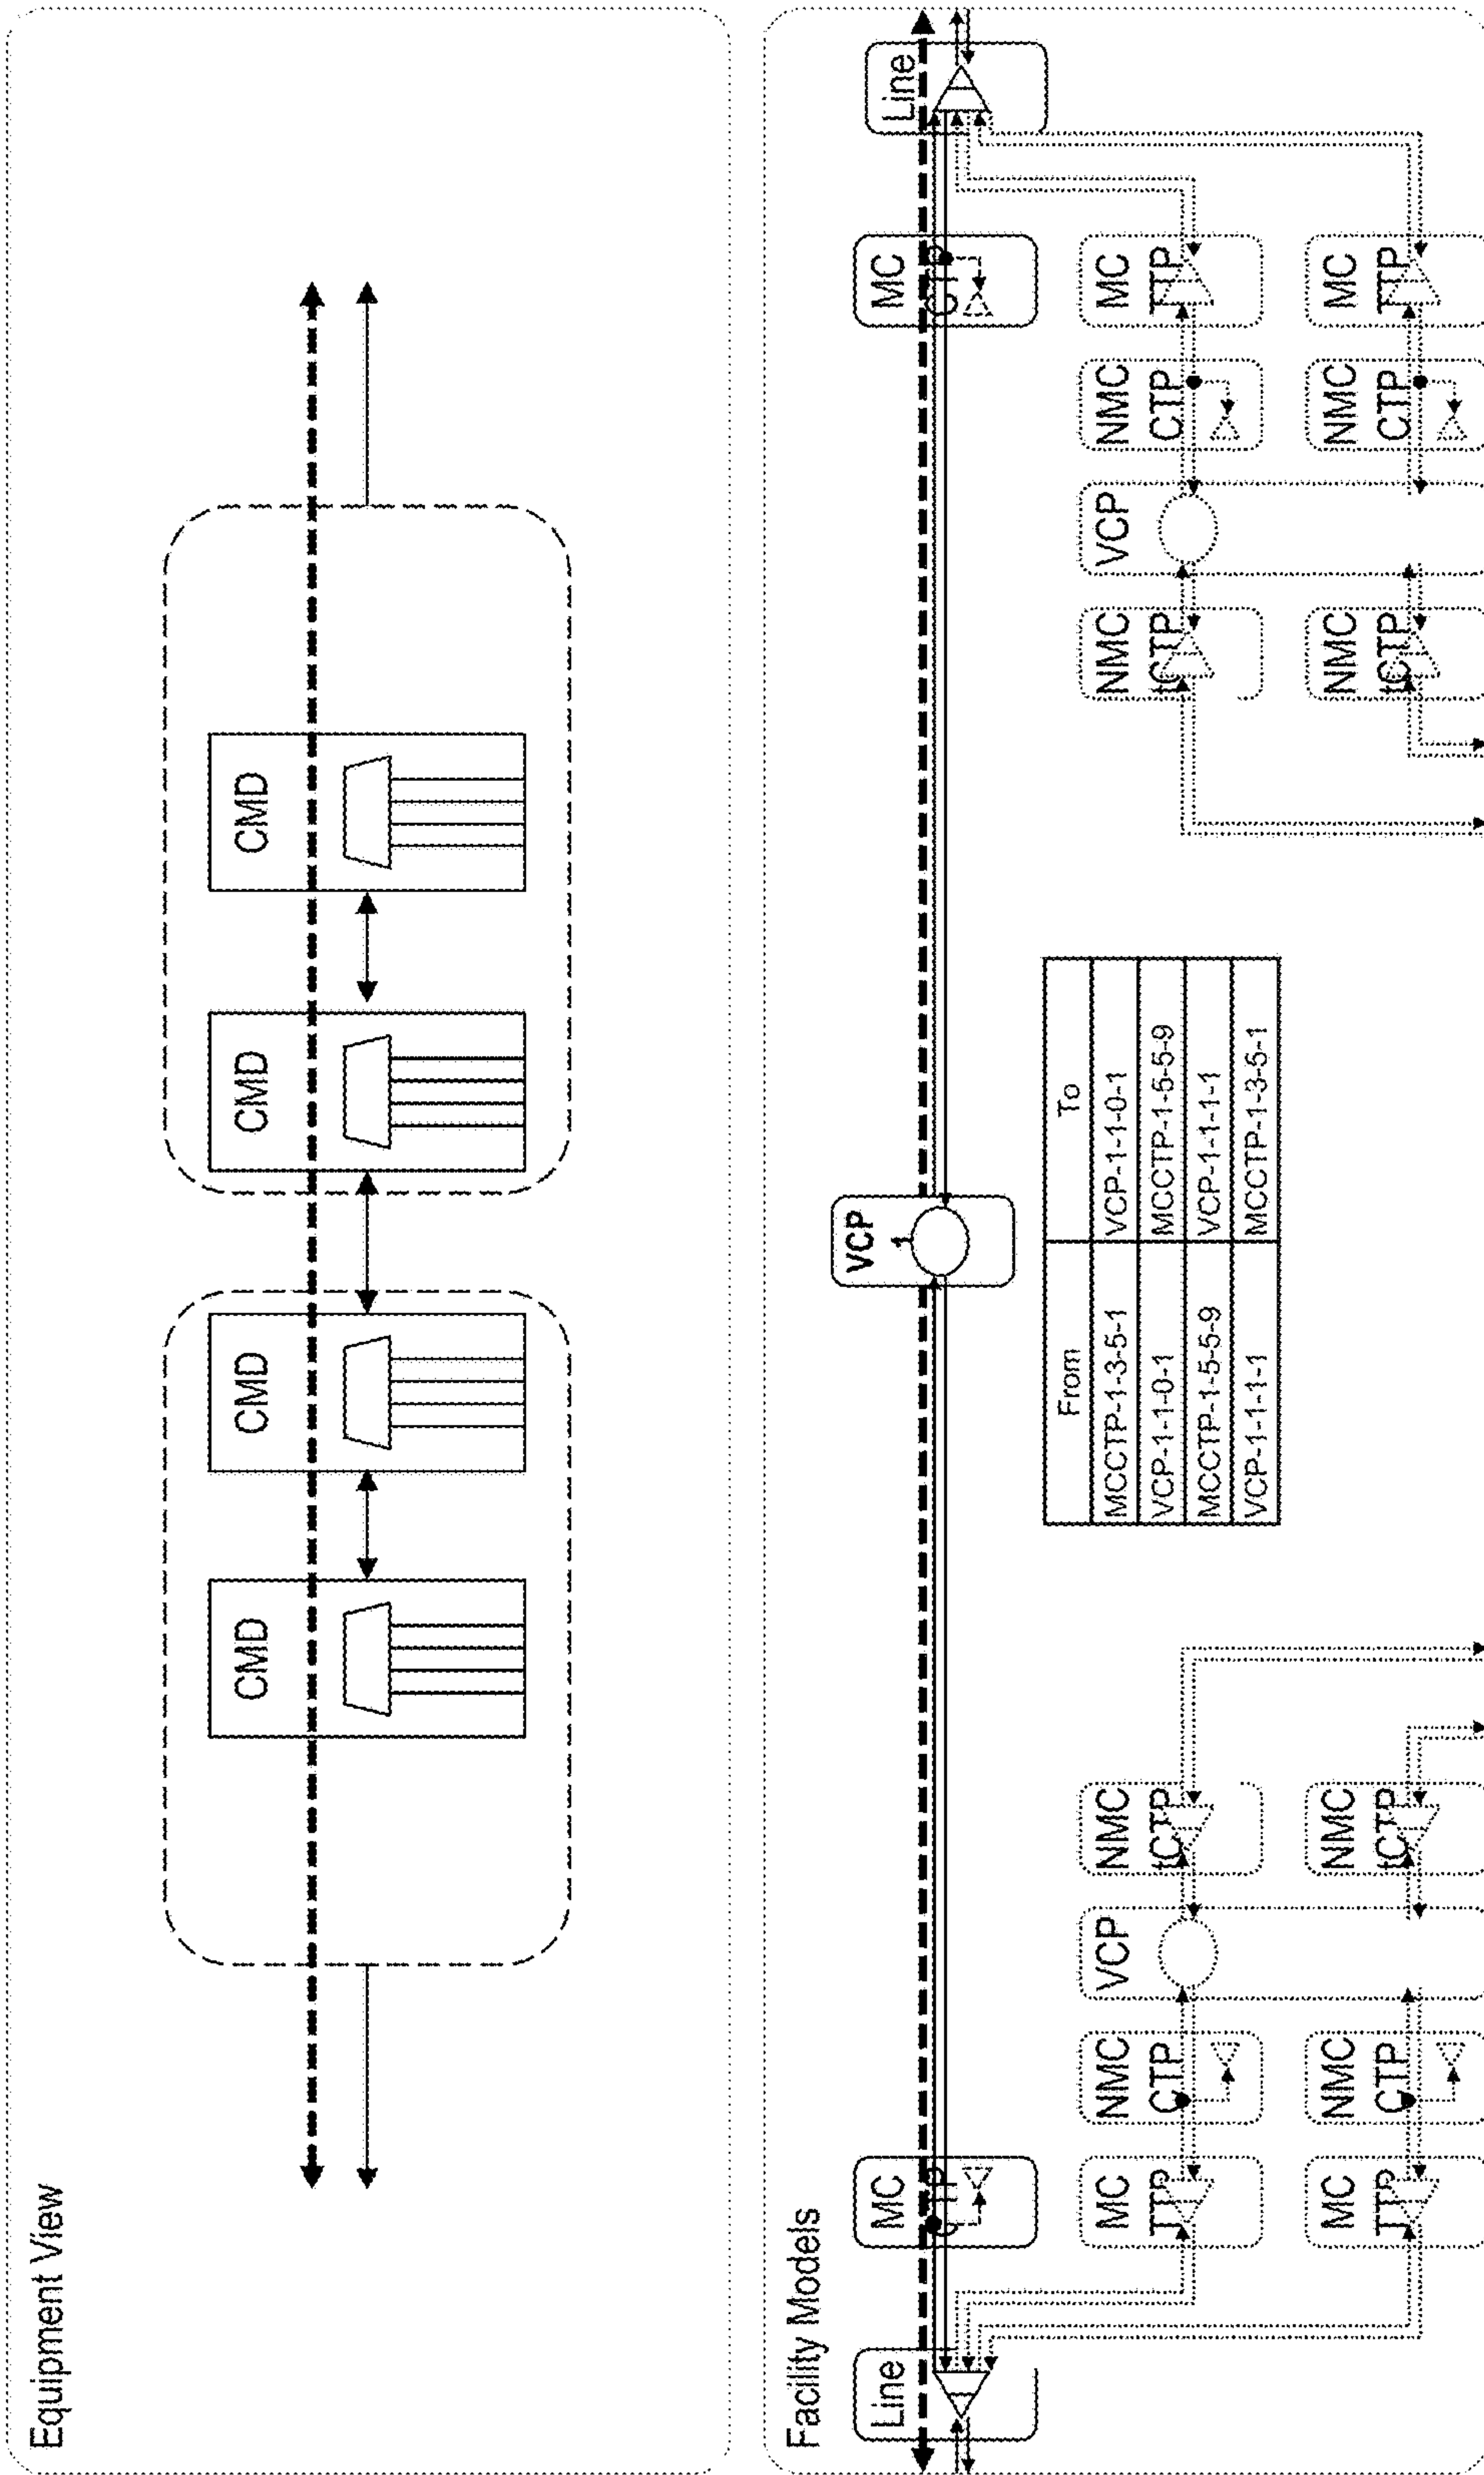 Equipment View
CMD
CMD
CMD
CMD
Facility Models
Line
MC
CTP
VCP
1
MC
CTP
Line
MC
TTP
NMC
CTP
VCP
NMC
tCTP
NMC
tCTP
VCP
NMC
CTP
MC
TTP
From To
MCCTP-1-3-5-1 VCP-1-1-0-1
VCP-1-1-0-1 MCCTP-1-5-5-9
MCCTP-1-5-5-9 VCP-1-1-1-1
VCP-1-1-1-1 MCCTP-1-3-5-1
MC
TTP
NMC
CTP
NMC
tCTP
NMC
tCTP
NMC
CTP
MC
TTP